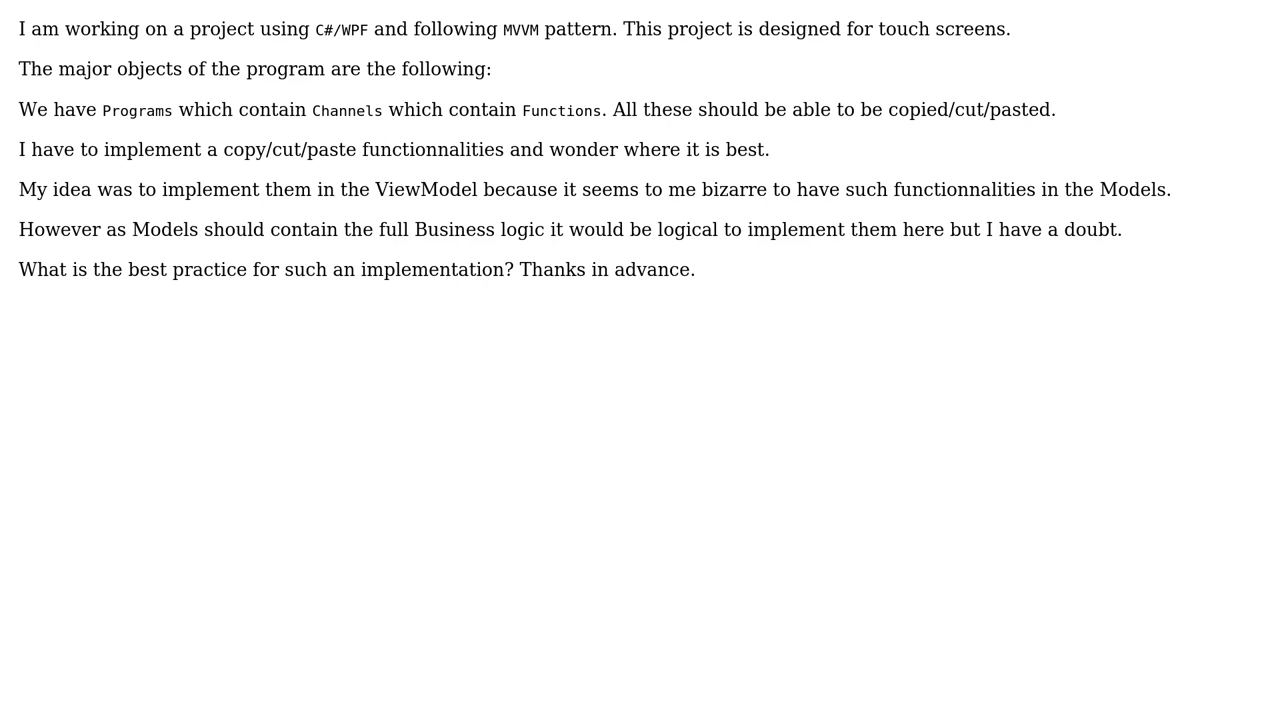 I am working on a project using C#/WPF and following MVVM pattern. This project is designed for touch screens.
The major objects of the program are the following:
We have Programs which contain Channels which contain Functions. All these should be able to be copied/cut/pasted.
I have to implement a copy/cut/paste functionnalities and wonder where it is best.
My idea was to implement them in the ViewModel because it seems to me bizarre to have such functionnalities in the Models.
However as Models should contain the full Business logic it would be logical to implement them here but I have a doubt.
What is the best practice for such an implementation? Thanks in advance.